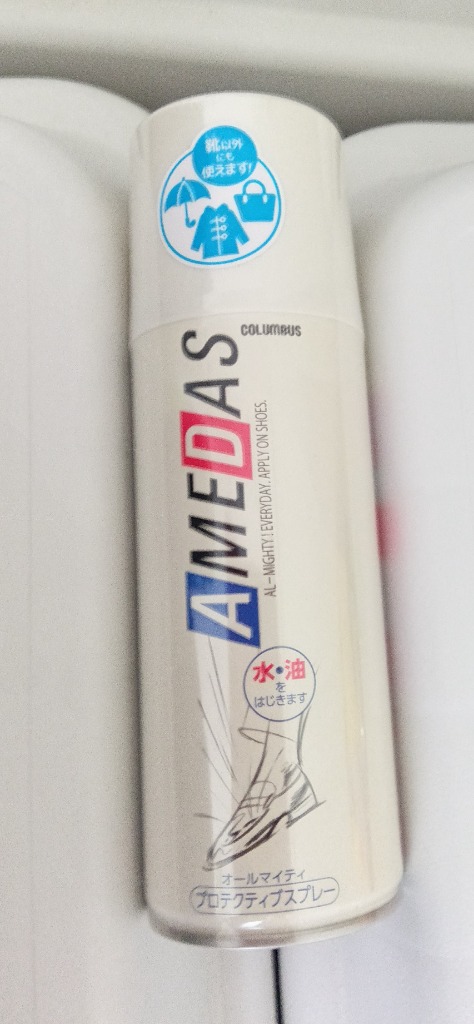 靴以外
にも
使えます!
COLUMBUS
AMEDAS
AL-MIGHTY! EVERYDAY. APPLY ON SHOES.
水・油
を
はじきます
オールマイティ
プロテクティブスプレー